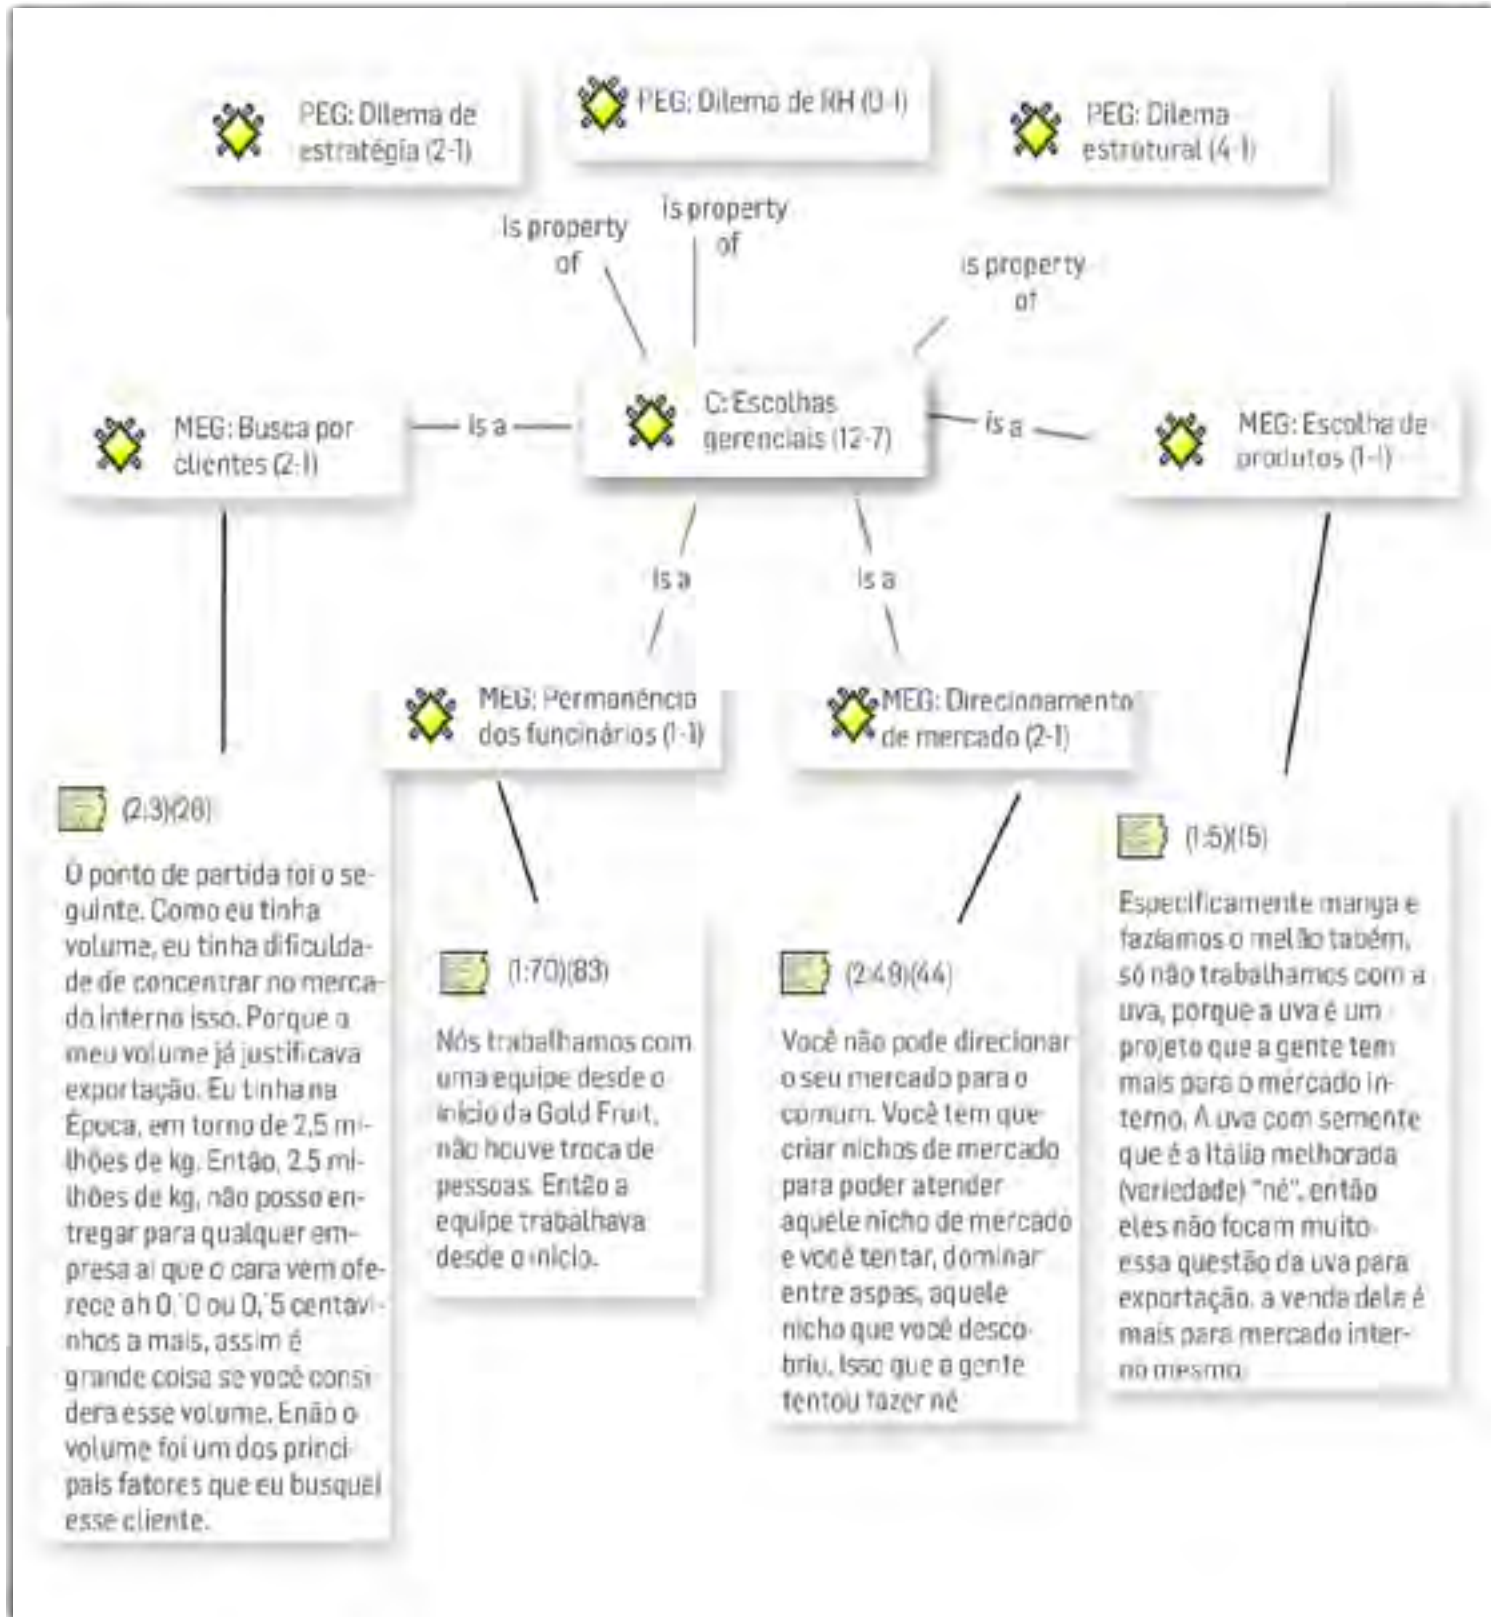 PEG: Dilema de
estratégia (2-1)
PEG: Dilema de RH (0-1)
PEG: Dilema
estrutural (4-1)
is property
of
is property
of
is property
of
MEG: Busca por
clientes (2-1)
is a
C: Escolhas
gerenciais (12-7)
is a
MEG: Escolha de
produtos (1-1)
is a
is a
MEG: Permanência
dos funcinários (1-1)
MEG: Direcionamento
de mercado (2-1)
(2:3)(26)
O ponto de partida foi o se-
guinte. Como eu tinha
volume, eu tinha dificulda-
de de concentrar no merca-
do interno isso. Porque o
meu volume já justificava
exportação. Eu tinha na
Época, em torno de 2,5 mi-
lhões de kg. Então, 2.5 mi-
lhões de kg, não posso en-
tregar para qualquer em-
presa aí que o cara vem ofe-
rece ah ou centavi-
nhos a mais, assim é
grande coisa se você consi
dera esse volume. Enão o
volume foi um dos princi
pais fatores que eu busquei
esse cliente.
(1:70)(83)
Nós trabalhamos com
uma equipe desde o
início da Gold Fruit,
não houve troca de
pessoas. Então a
equipe trabalhava
desde o início.
(2:49)(44)
Você não pode direcionar
o seu mercado para o
comum. Você tem que
criar nichos de mercado
para poder atender
aquele nicho de mercado
e você tentar, dominar
entre aspas, aquele
nicho que você desco-
briu. Isso que a gente
tentou fazer né
(1:5)(15)
Especificamente manga e
fazíamos o melão tabém,
só não trabalhamos com a
uva, porque a uva é um
projeto que a gente tem
mais para o mercado in-
terno. A uva com semente
que é a Itália melhorada
(veriedade) "né", então
eles não focam muito
essa questão da uva para
exportação, a venda dela é
mais para mercado inter-
no mesmo.